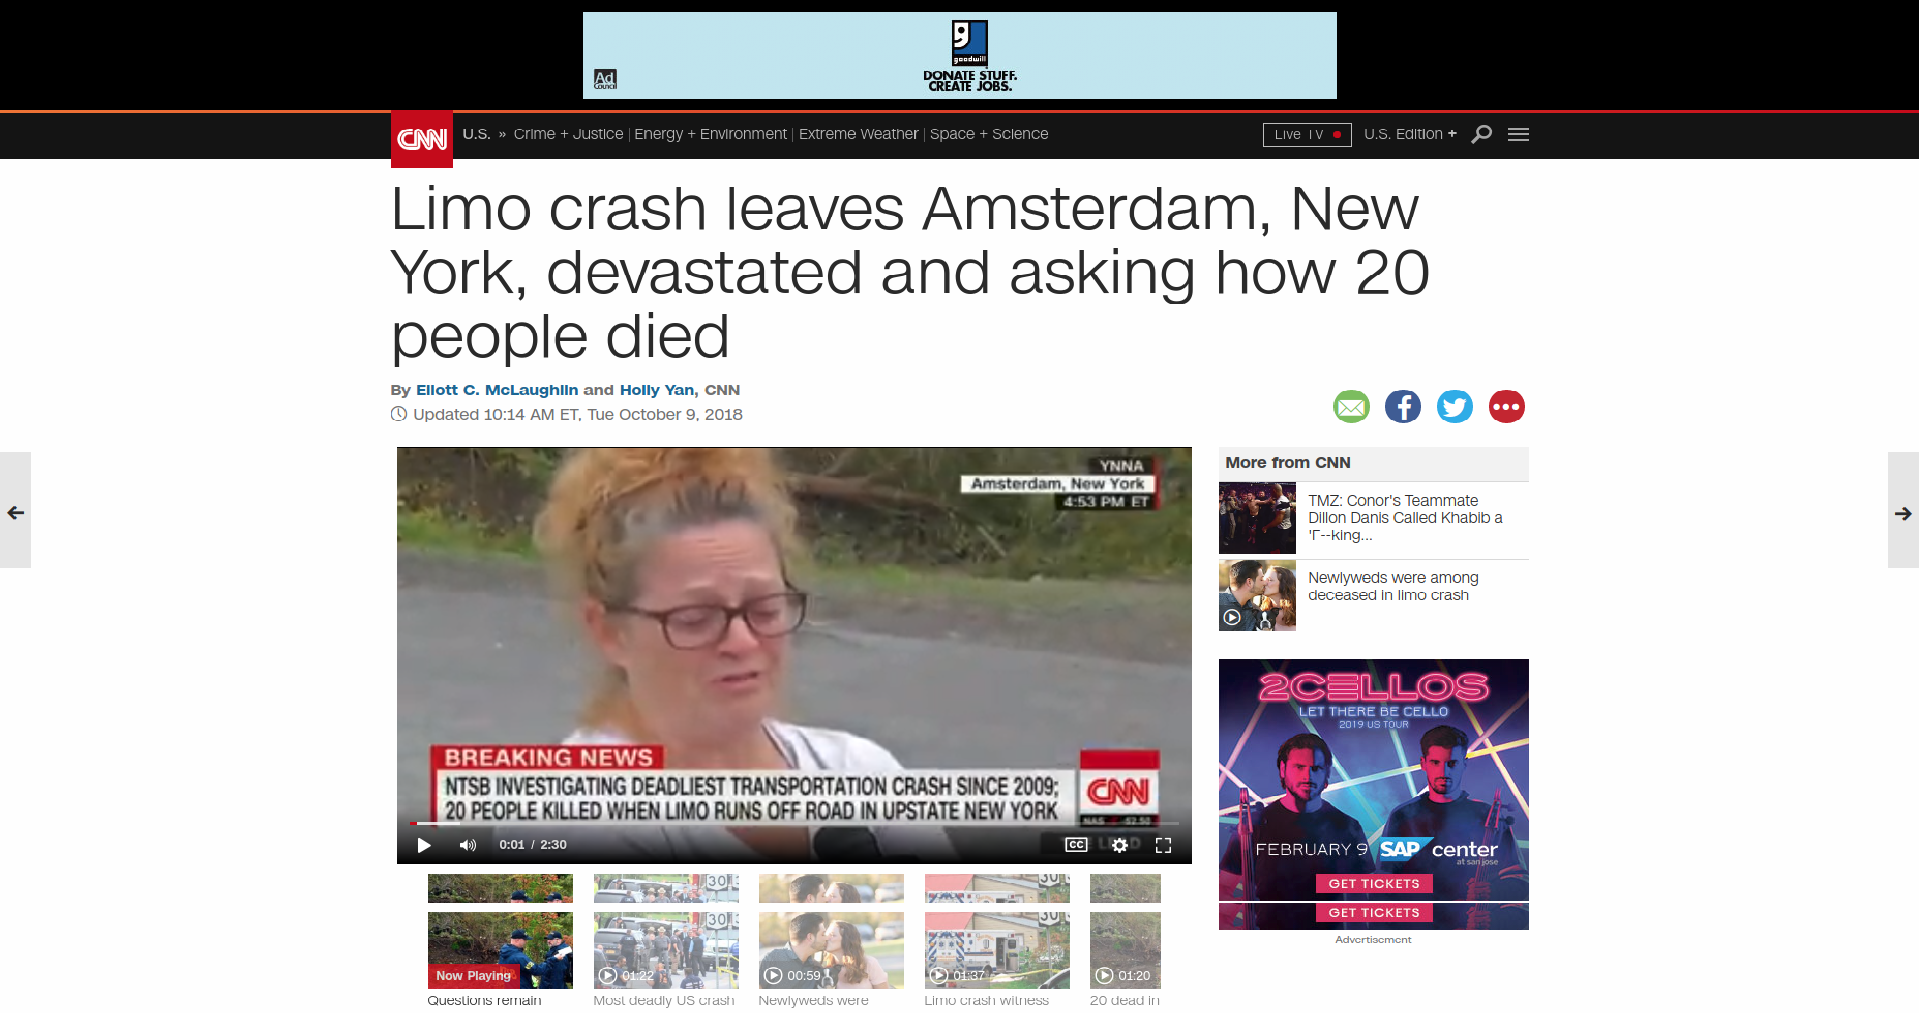 goodwill
DONATE STUFF.
CREATE JOBS.
Ad
Council
CNN
U.S. » Crime + Justice | Energy + Environment | Extreme Weather | Space + Science
Live TV
U.S. Edition +
Limo crash leaves Amsterdam, New
York, devastated and asking how 20
people died
By Eliott C. McLaughlin and Holly Yan, CNN
Updated 10:14 AM ET, Tue October 9, 2018
YNNA
Amsterdam, New York
4:53 PM ET
BREAKING NEWS
NTSB INVESTIGATING DEADLIEST TRANSPORTATION CRASH SINCE 2009;
20 PEOPLE KILLED WHEN LIMO RUNS OFF ROAD IN UPSTATE NEW YORK
CNN
NAS
0:01 / 2:30
CC
More from CNN
TMZ: Conor's Teammate
Dillon Danis Called Khabib a
'F--king...
Newlyweds were among
deceased in limo crash
2CELLOS
LET THERE BE CELLO
2019 US TOUR
FEBRUARY 9 SAP center
at san jose
GET TICKETS
GET TICKETS
Advertisement
30
30
30
30
Now Playing
01:22
00:59
01:37
01:20
Questions remain
Most deadly US crash
Newlyweds were
Limo crash witness
20 dead in